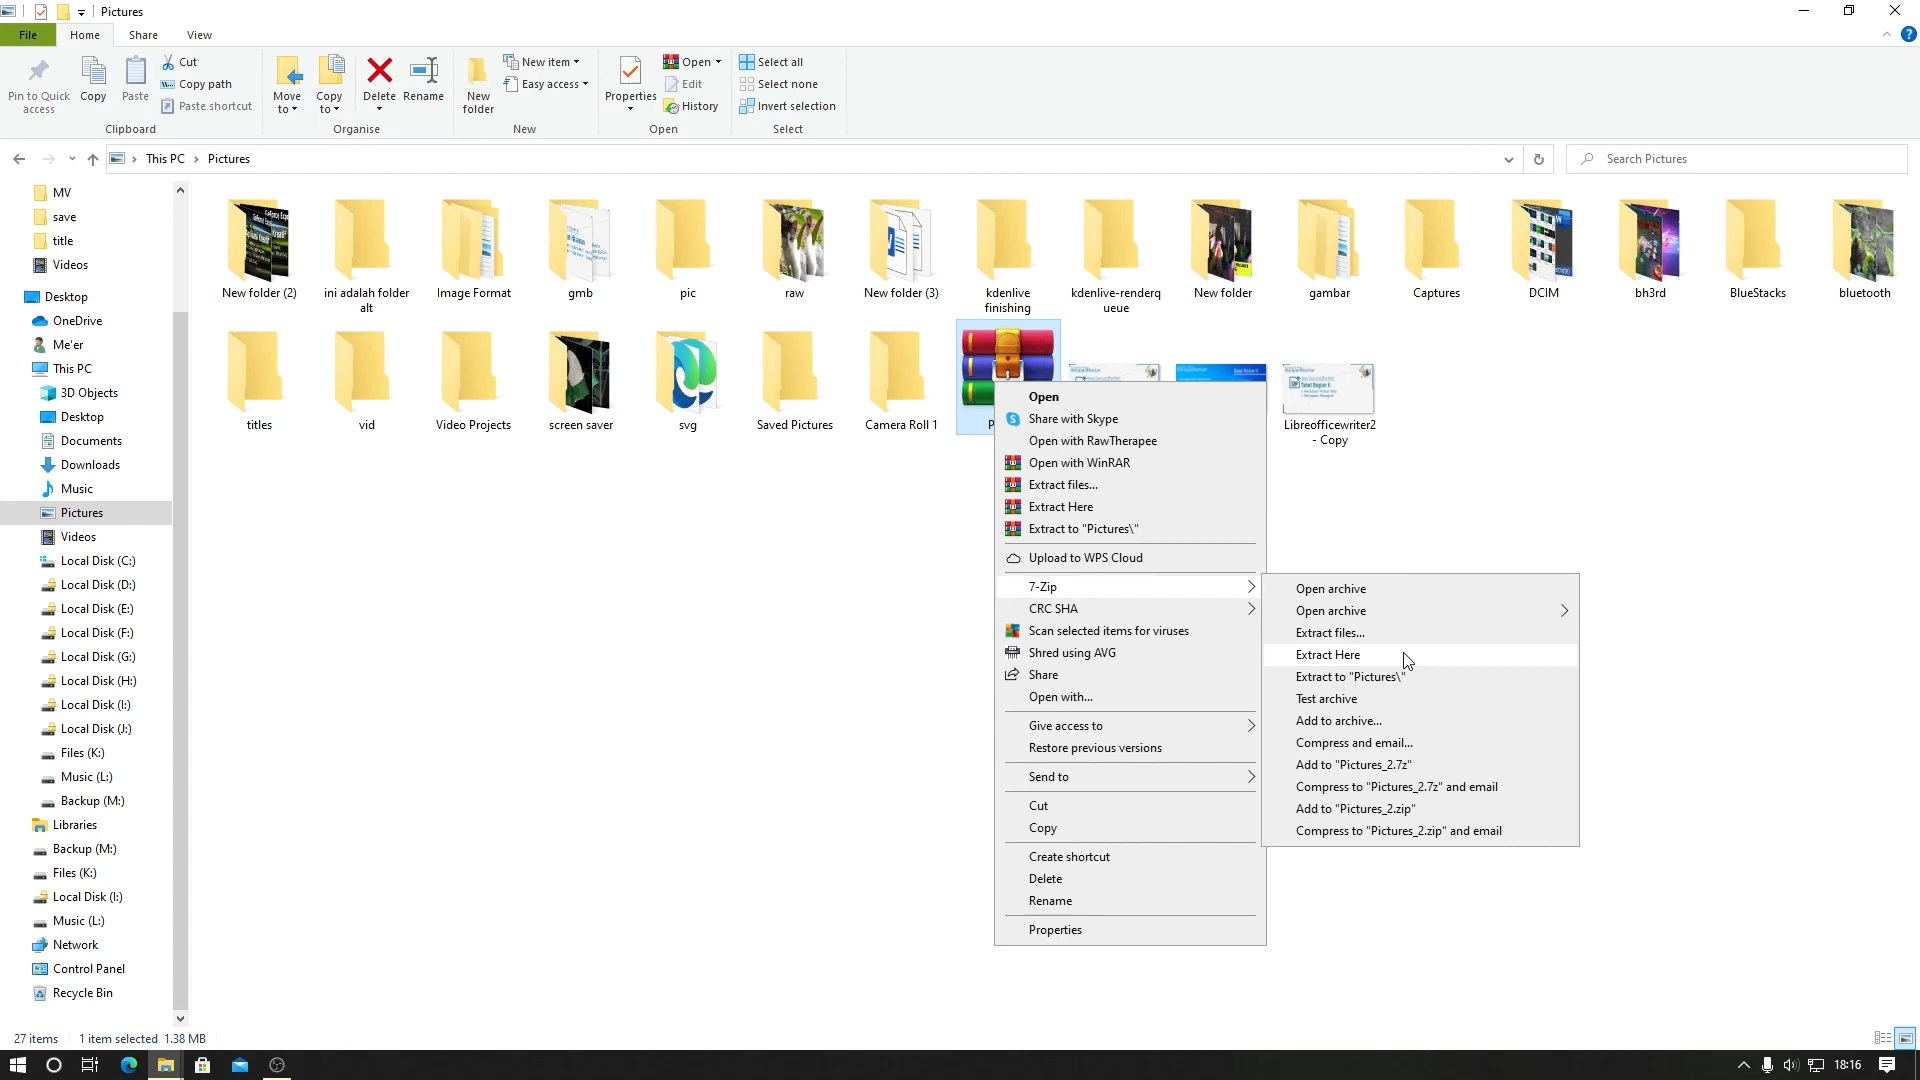 Pictures
File
Home
Share
View
Pin to Quick
access
Copy
Paste
Cut
Copy path
Paste shortcut
Clipboard
Move
to
Copy
to
Delete
Rename
Organise
New
folder
New item
Easy access
New
Properties
Open
Edit
History
Open
Select all
Select none
Invert selection
Select
This PC
Pictures
Search Pictures
MV
save
title
Videos
Desktop
OneDrive
Me'er
This PC
3D Objects
Desktop
Documents
Downloads
Music
Pictures
Videos
Local Disk (C:)
Local Disk (D:)
Local Disk (E:)
Local Disk (F:)
Local Disk (G:)
Local Disk (H:)
Local Disk (I:)
Local Disk (J:)
Files (K:)
Music (L:)
Backup (M:)
Libraries
Backup (M:)
Files (K:)
Local Disk (I:)
Music (L:)
Network
Control Panel
Recycle Bin
New folder (2)
ini adalah folder
alt
Image Format
gmb
pic
raw
New folder (3)
kdenlive
finishing
kdenlive-renderq
ueue
New folder
gambar
Captures
DCIM
bh3rd
BlueStacks
bluetooth
titles
vid
Video Projects
screen saver
svg
Saved Pictures
Camera Roll 1
P
Libreofficewriter2
- Copy
Open
Share with Skype
Open with RawTherapee
Open with WinRAR
Extract files...
Extract Here
Extract to "Pictures\"
Upload to WPS Cloud
7-Zip
CRC SHA
Scan selected items for viruses
Shred using AVG
Share
Open with...
Give access to
Restore previous versions
Send to
Cut
Copy
Create shortcut
Delete
Rename
Properties
Open archive
Open archive
Extract files...
Extract Here
Extract to "Pictures\"
Test archive
Add to archive...
Compress and email...
Add to "Pictures_2.7z"
Compress to "Pictures_2.7z" and email
Add to "Pictures_2.zip"
Compress to "Pictures_2.zip" and email
27 items
1 item selected 1.38 MB
18:16